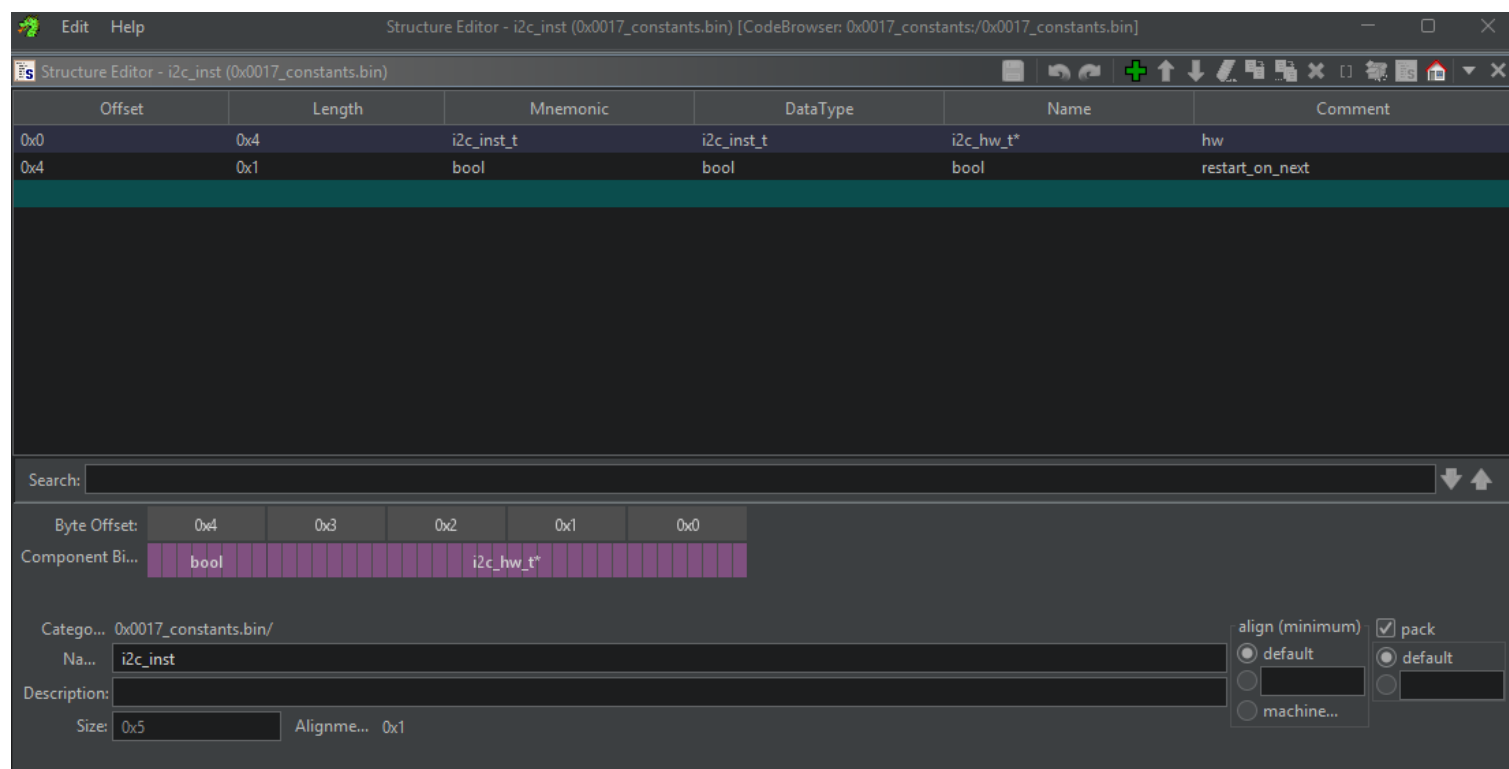 Edit Help Structure Editor - i2c_inst (0x0017_constants.bin) [CodeBrowser: 0x0017_constants:/0x0017_constants.bin]
Structure Editor - i2c_inst (0x0017_constants.bin)
Offset Length Mnemonic DataType Name Comment
0x0 0x4 i2c_inst_t i2c_inst_t i2c_hw_t* hw
0x4 0x1 bool bool bool restart_on_next
Search:
Byte Offset: 0x4 0x3 0x2 0x1 0x0
Component Bi... bool i2c_hw_t*
Catego... 0x0017_constants.bin/
align (minimum) pack
Na... i2c_inst
default default
Description:
Size: 0x5 Alignme... 0x1
machine...